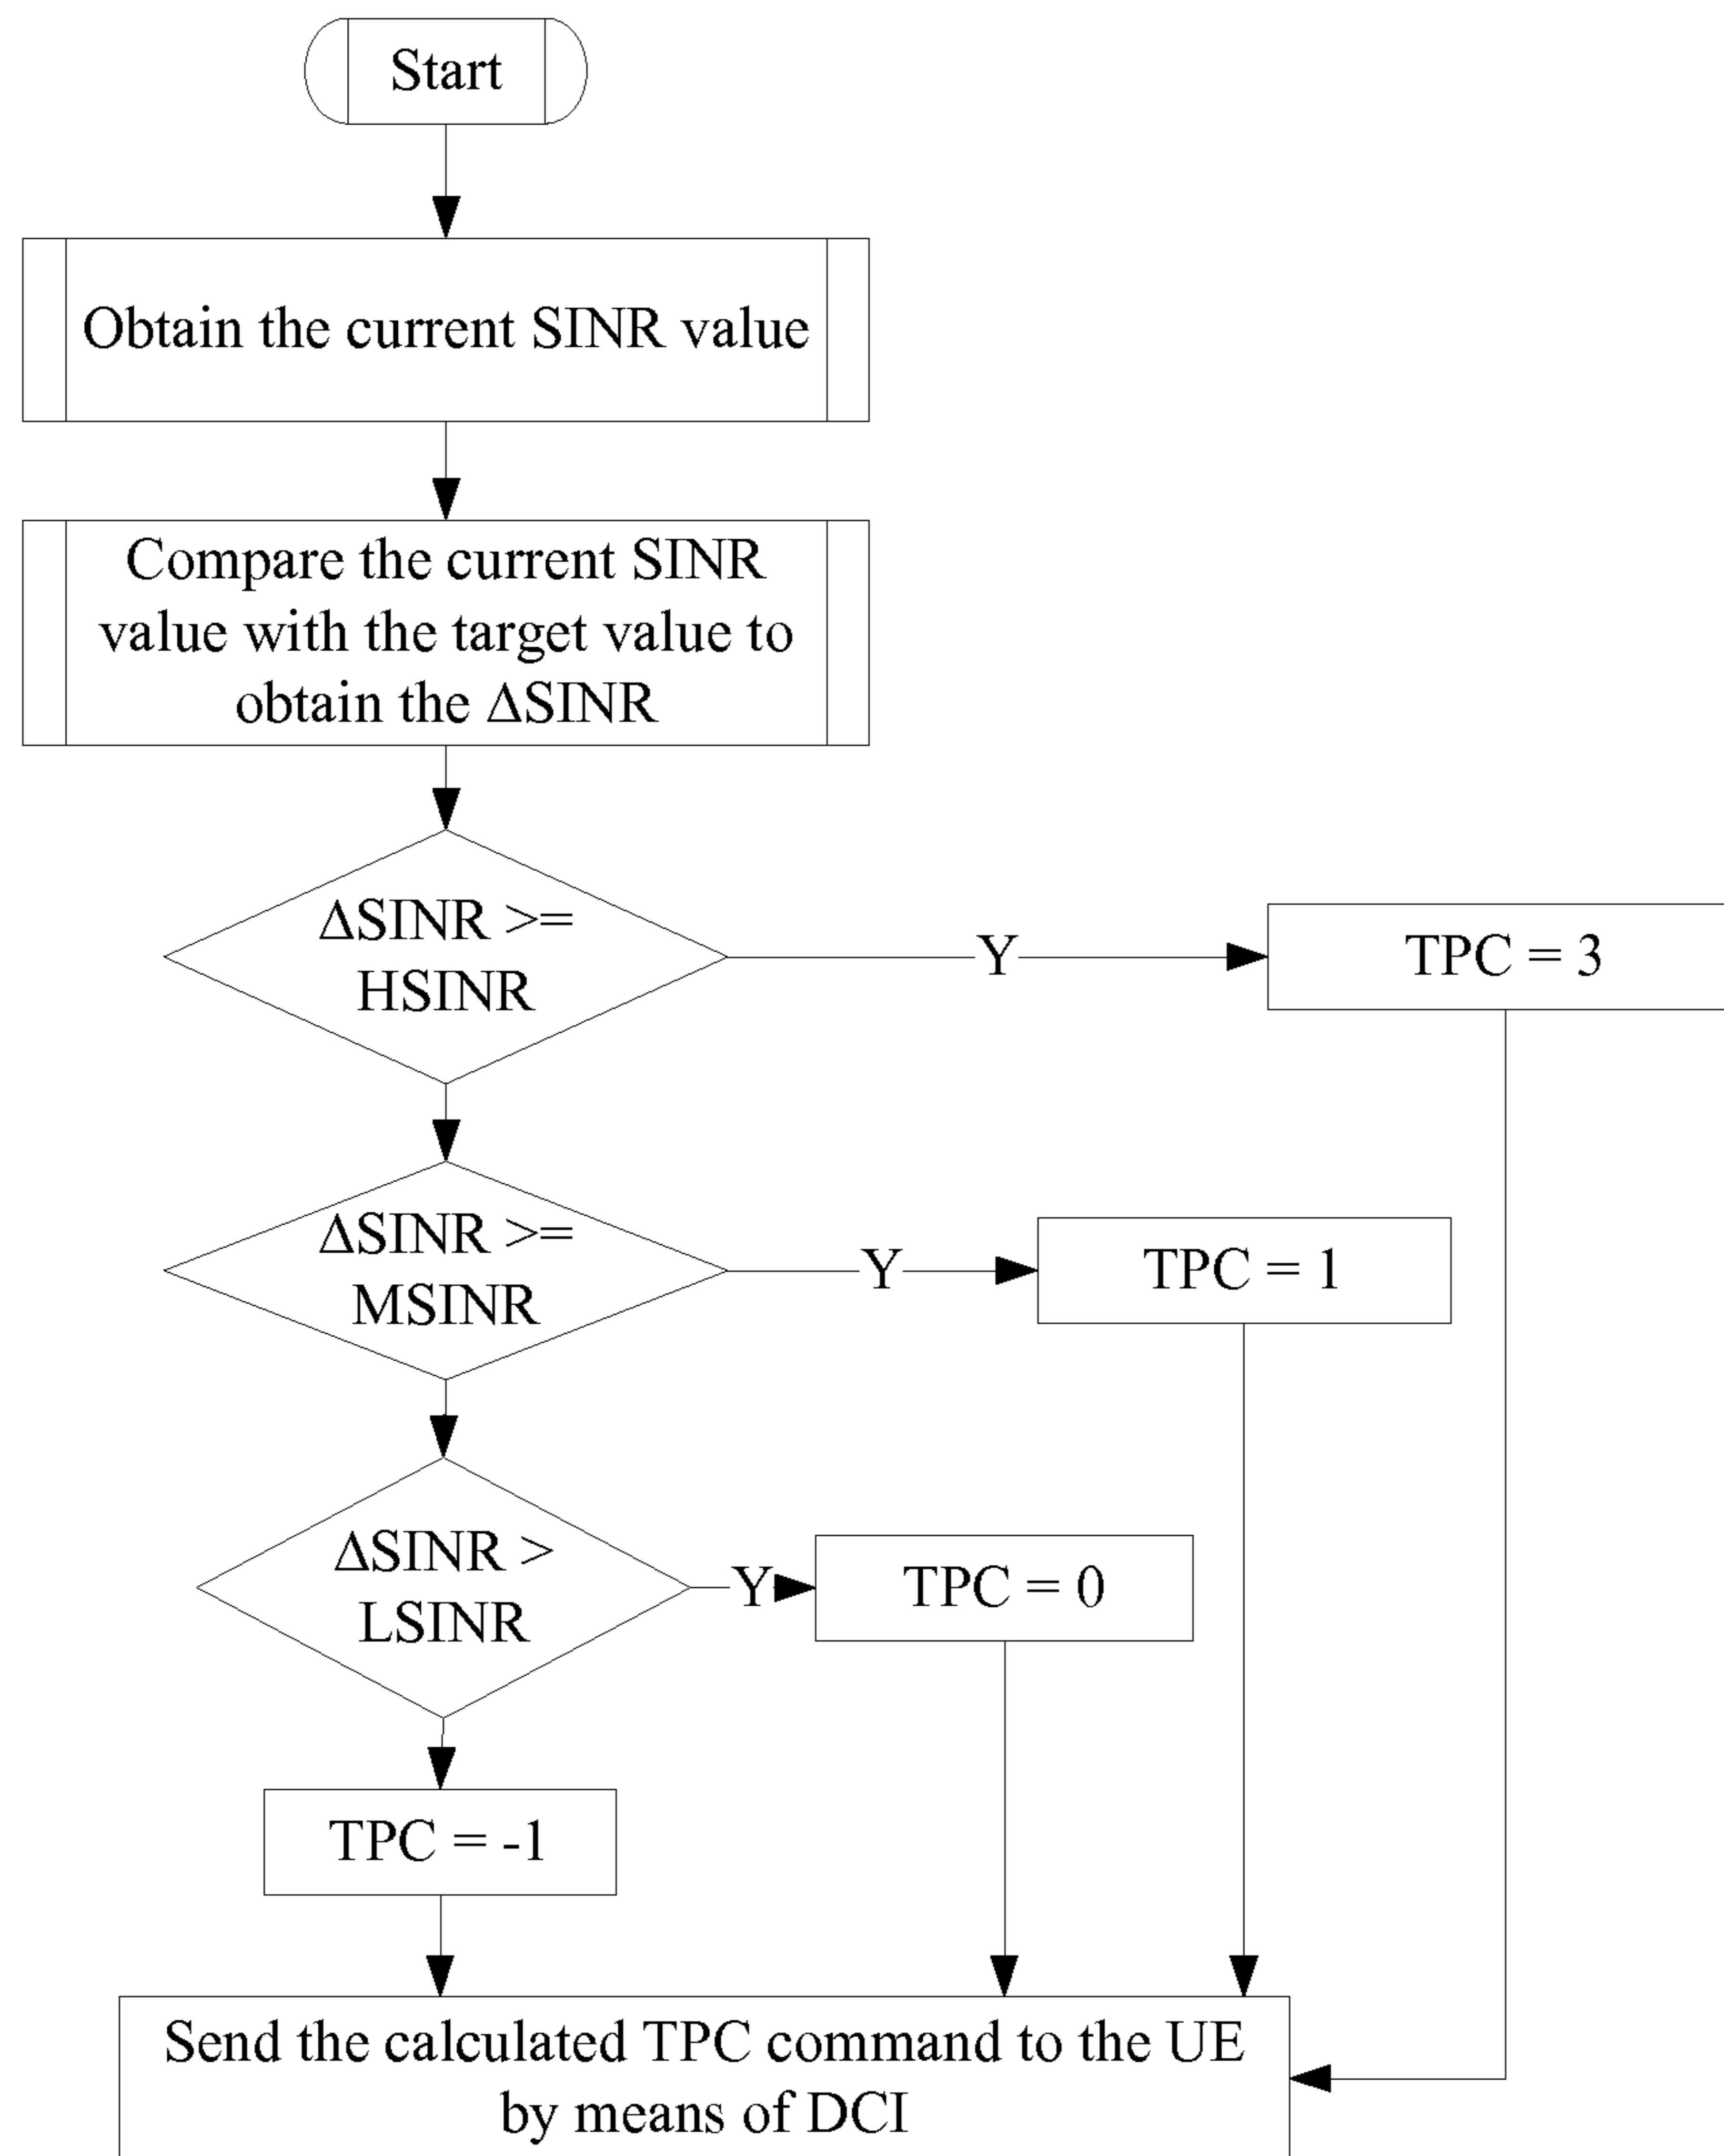 Start
Obtain the current SINR value
Compare the current SINR
value with the target value to
obtain the ΔSINR
ΔSINR >=
HSINR
Y
TPC = 3
ΔSINR >=
MSINR
Y
TPC = 1
ΔSINR >
LSINR
Y
TPC = 0
TPC = -1
Send the calculated TPC command to the UE
by means of DCI